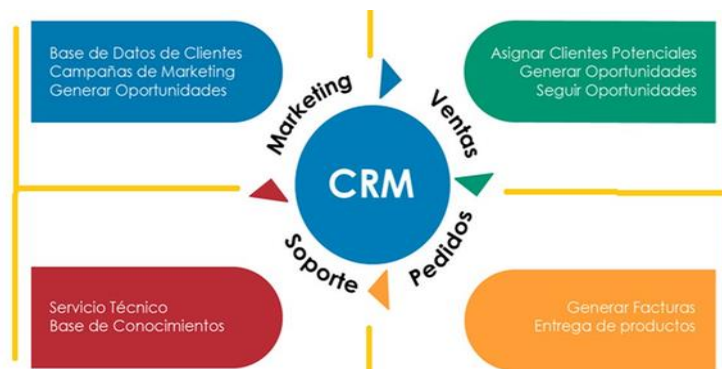 Base de Datos de Clientes
Campañas de Marketing
Generar Oportunidades
Asignar Clientes Potenciales
Generar Oportunidades
Seguir Oportunidades
Marketing
Ventas
CRM
Soporte
Pedidos
Servicio Técnico
Base de Conocimientos
Generar Facturas
Entrega de productos